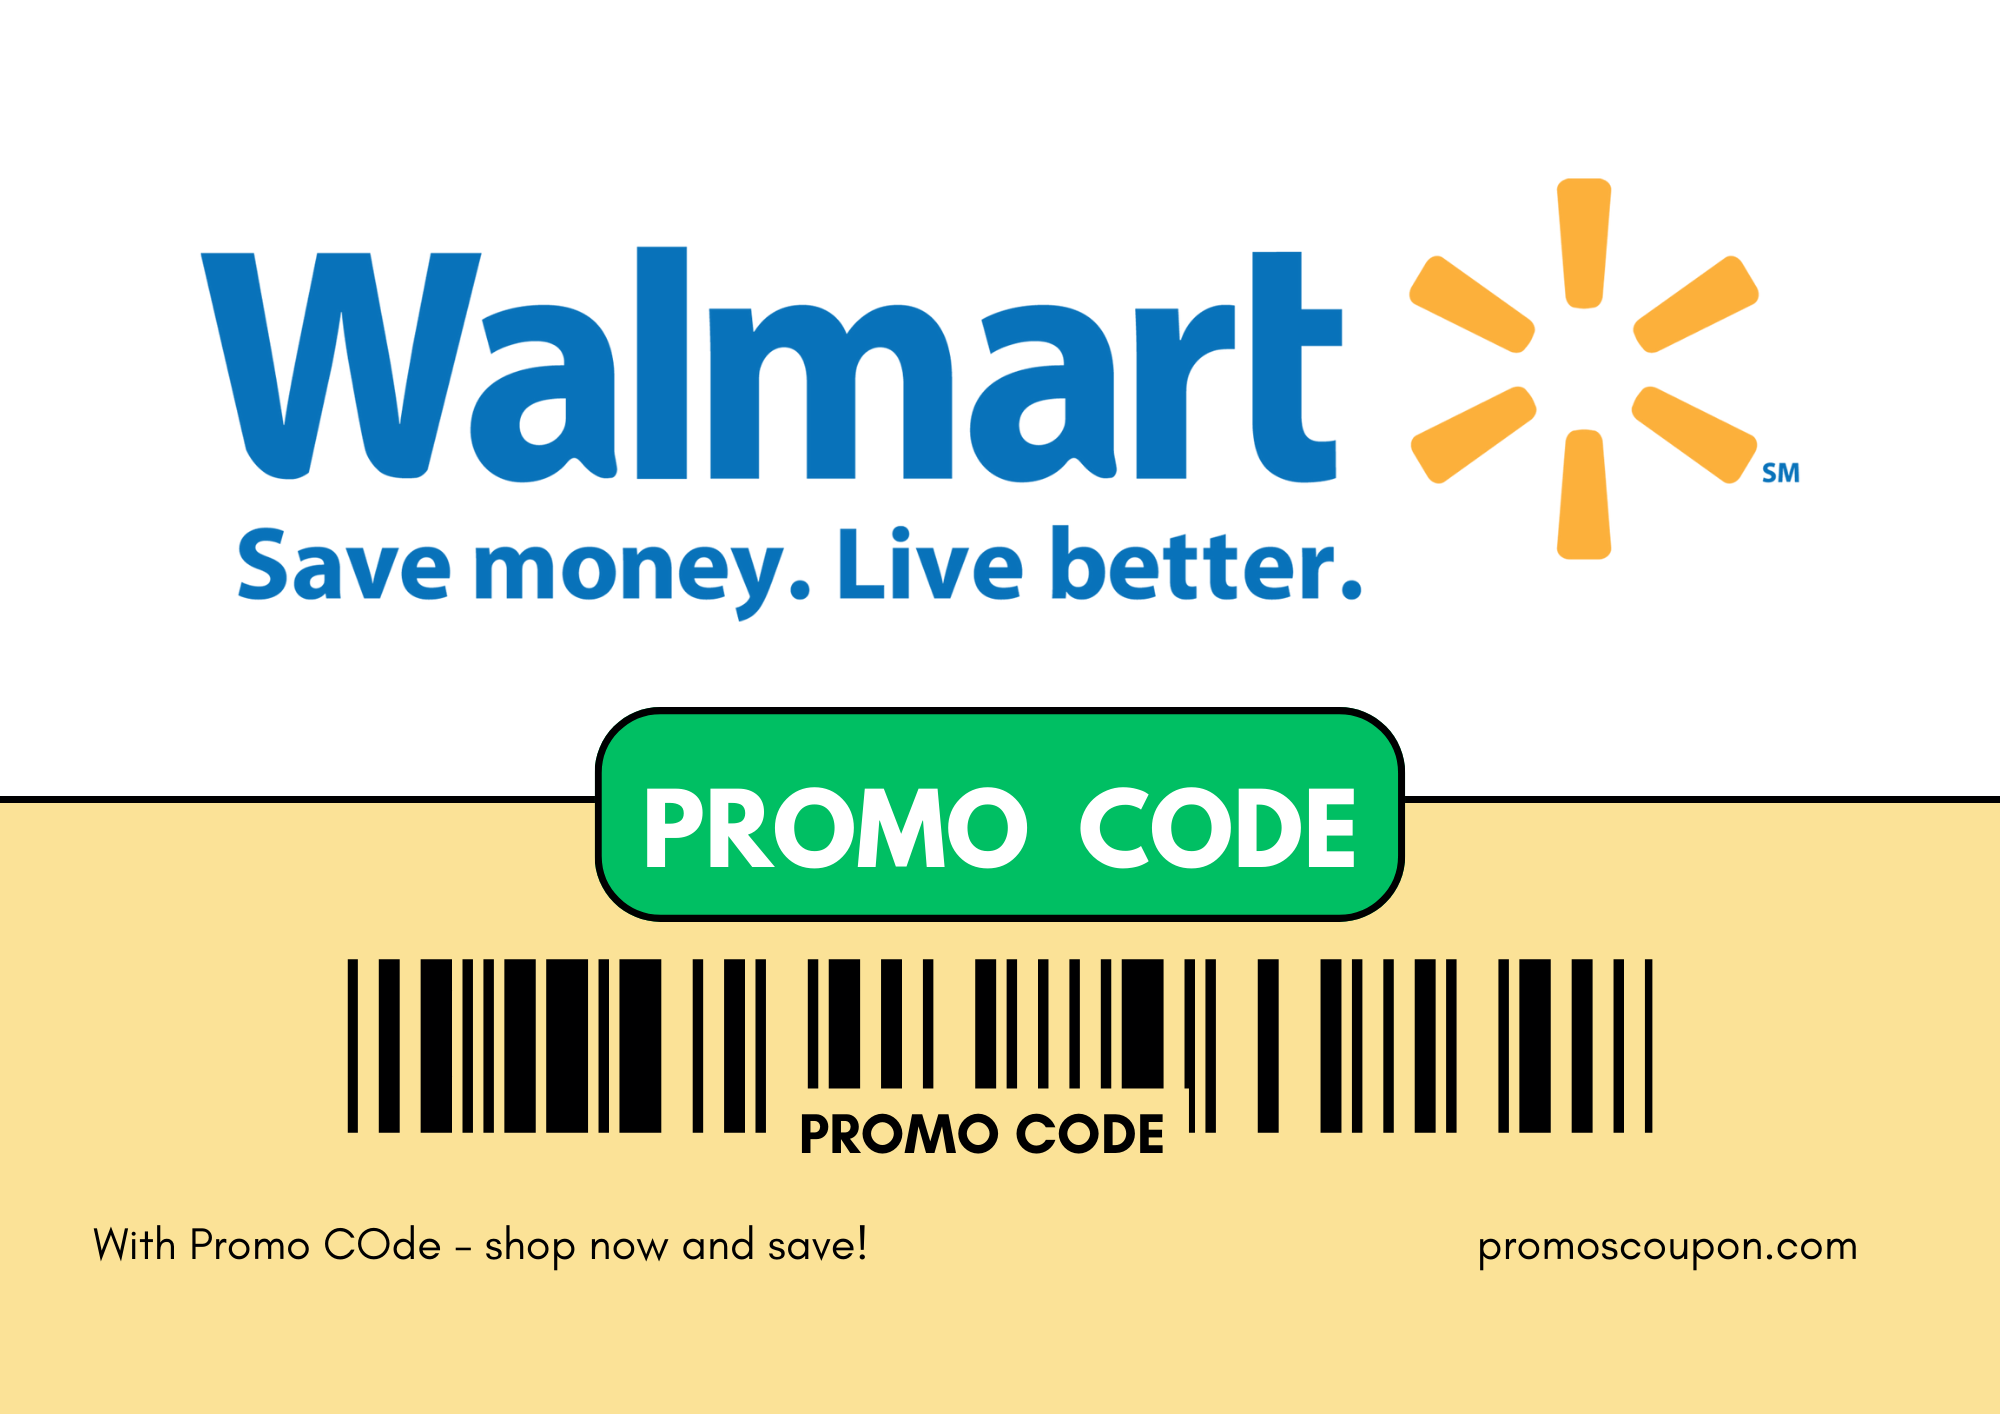 Walmart
SM
Save money. Live better.
PROMO CODE
PROMO CODE
With Promo COde - shop now and save!
promoscoupon.com